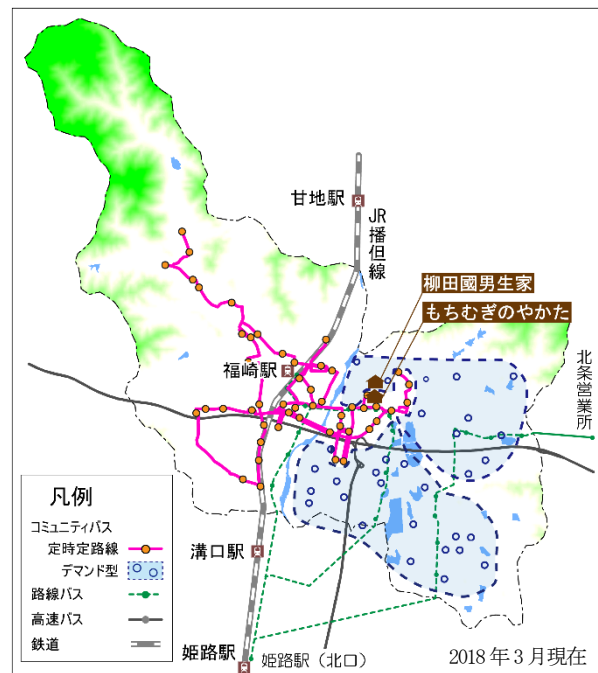 甘地駅
JR播但線
柳田國男生家
もちむぎのやかた
福崎駅
北条営業所
凡例
コミュニティバス
定時定路線
デマンド型
路線バス
高速バス
鉄道
溝口駅
姫路駅
姫路駅（北口）
2018年3月現在